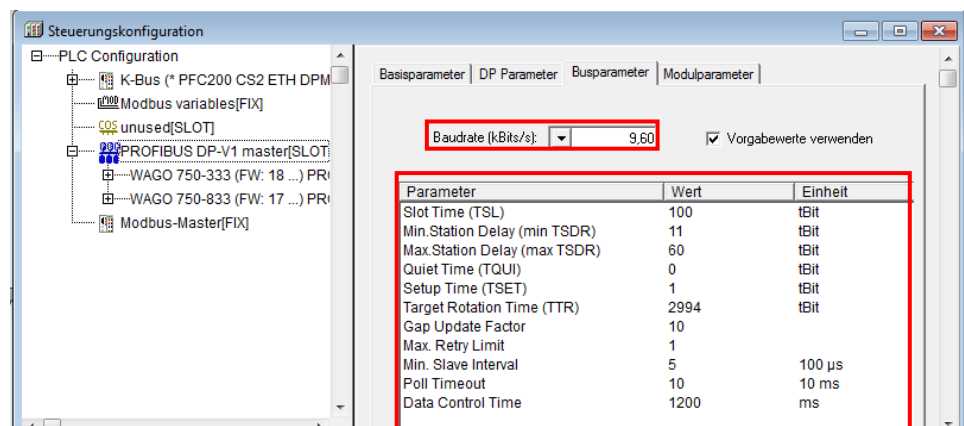 Steuerungskonfiguration
PLC Configuration
K-Bus (* PFC200 CS2 ETH DPM
Modbus variables[FIX]
unused[SLOT]
PROFIBUS DP-V1 master[SLOT
WAGO 750-333 (FW: 18 ...) PR
WAGO 750-833 (FW: 17 ...) PR
Modbus-Master[FIX]
Basisparameter DP Parameter Busparameter Modulparameter
Baudrate (kBits/s): 9,60 Vorgabewerte verwenden
Parameter Wert Einheit
Slot Time (TSL) 100 tBit
Min.Station Delay (min TSDR) 11 tBit
Max.Station Delay (max TSDR) 60 tBit
Quiet Time (TQUI) 0 tBit
Setup Time (TSET) 1 tBit
Target Rotation Time (TTR) 2994 tBit
Gap Update Factor 10
Max. Retry Limit 1
Min. Slave Interval 5 100 µs
Poll Timeout 10 10 ms
Data Control Time 1200 ms